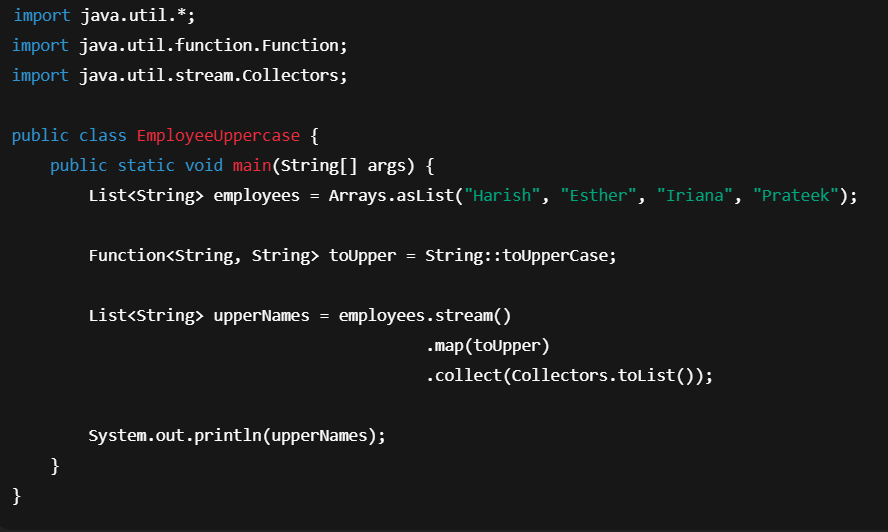 import java.util.*;
import java.util.function.Function;
import java.util.stream.Collectors;
public class EmployeeUppercase {
public static void main(String[] args) {
List<String> employees = Arrays.asList("Harish", "Esther", "Iriana", "Prateek");
Function<String, String> toUpper = String::toUpperCase;
List<String> upperNames = employees.stream()
.map(toUpper)
.collect(Collectors.toList());
System.out.println(upperNames);
}
}